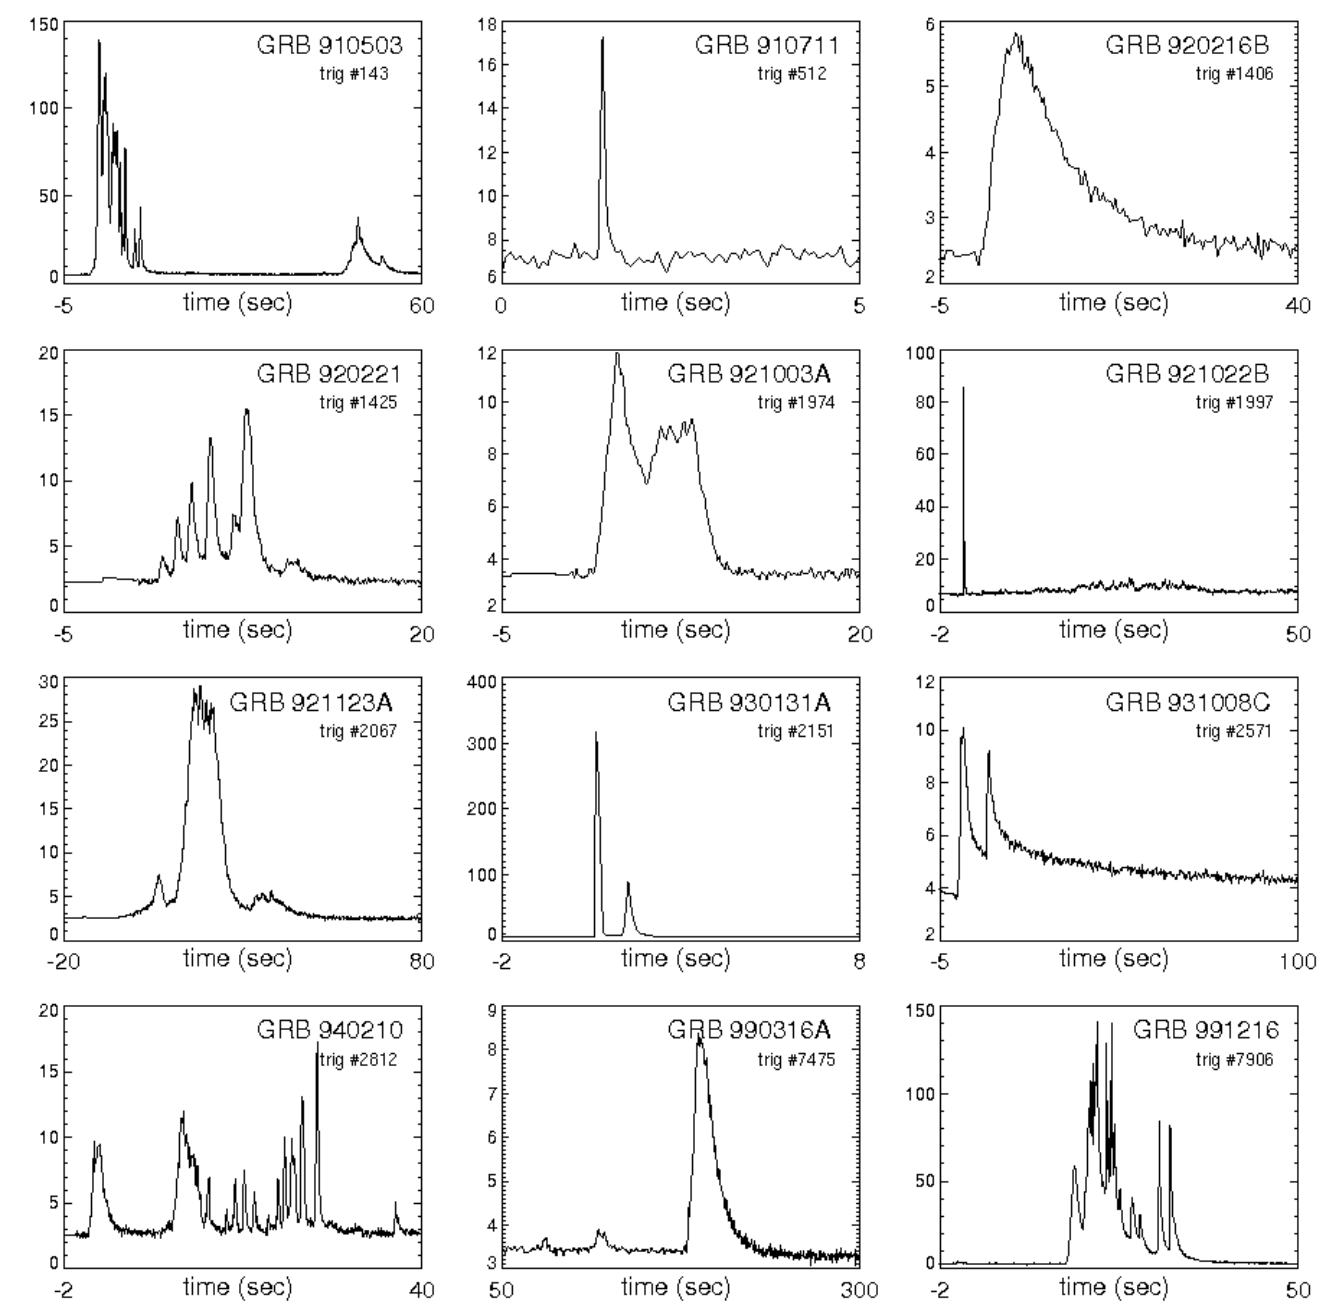 150
GRB 910503
trig #143
100
50
0
-5
time (sec)
60
18
GRB 910711
trig #512
16
14
12
10
8
6
0
time (sec)
5
6
GRB 920216B
trig #1406
5
4
3
2
-5
time (sec)
40
20
GRB 920221
trig #1425
15
10
5
0
-5
time (sec)
20
12
GRB 921003A
trig #1974
10
8
6
4
2
-5
time (sec)
20
100
GRB 921022B
trig #1997
80
60
40
20
0
-2
time (sec)
50
30
GRB 921123A
trig #2067
25
20
15
10
5
0
-20
time (sec)
80
400
GRB 930131A
trig #2151
300
200
100
0
-2
time (sec)
8
12
GRB 931008C
trig #2571
10
8
6
4
2
-5
time (sec)
100
20
GRB 940210
trig #2812
15
10
5
0
-2
time (sec)
40
9
GRB 990316A
trig #7475
8
7
6
5
4
3
50
time (sec)
300
150
GRB 991216
trig #7906
100
50
0
-2
time (sec)
50